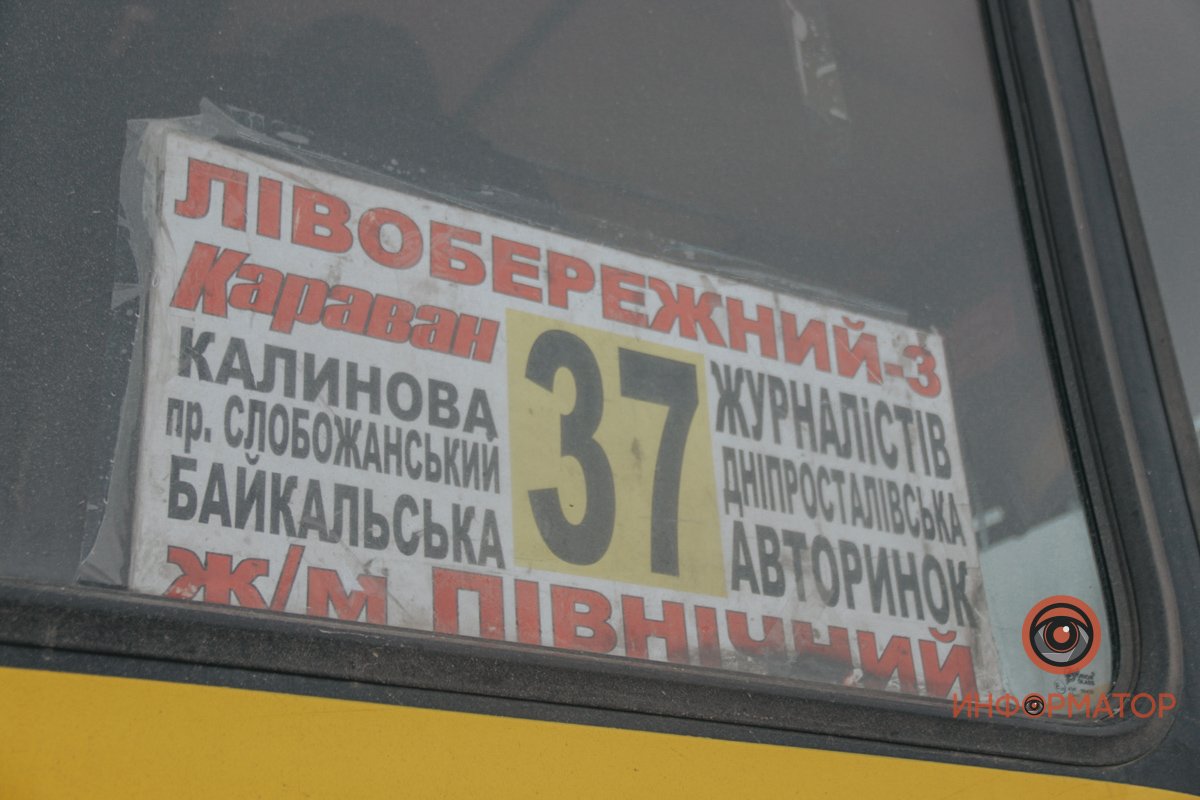 ЛІВОБЕРЕЖНИЙ-3
Караван
КАЛИНОВА
пр. СЛОБОЖАНСЬКИЙ
БАЙКАЛЬСЬКА
37
ЖУРНАЛІСТІВ
ДНІПРОСТАЛІВСЬКА
АВТОРИНОК
Ж/М ПІВНІЧНИЙ
ИНФОРМАТОР